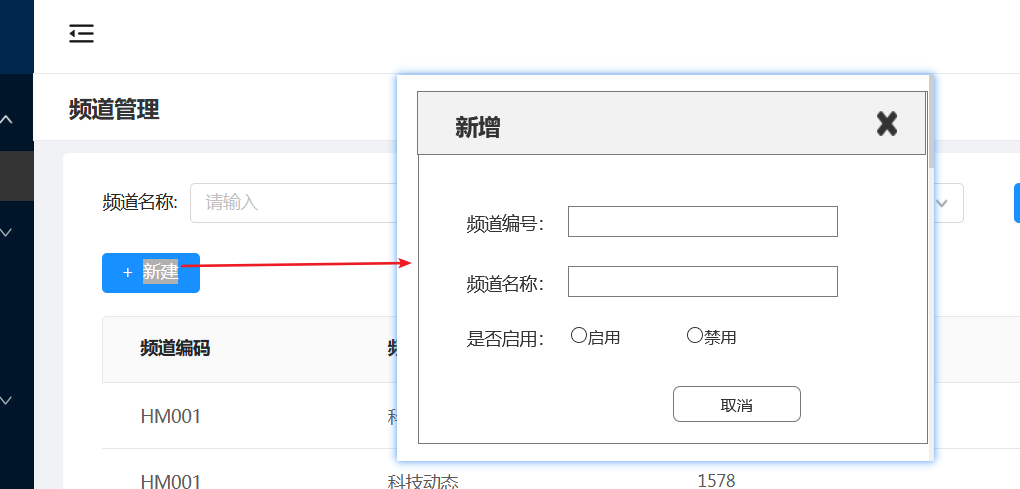 频道管理
频道名称: 请输入
+ 新建
频道编码
HM001
HM001 科技动态 1578
新增
频道编号：
频道名称：
是否启用： 启用 禁用
取消